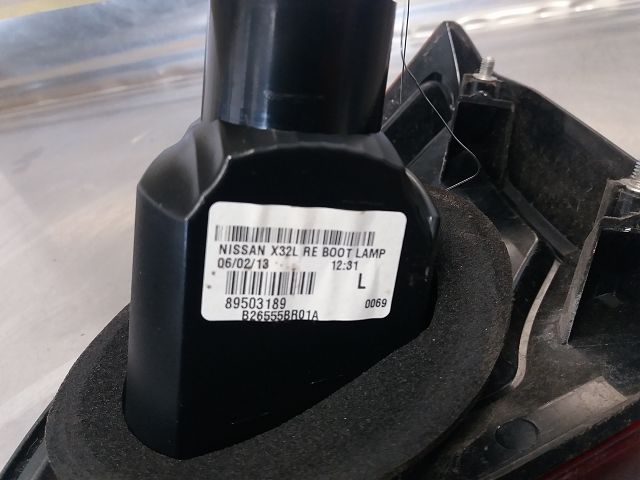 NISSAN X32L RE BOOT LAMP
06/02/13 12:31
L
89503189 0069
B26555BR01A